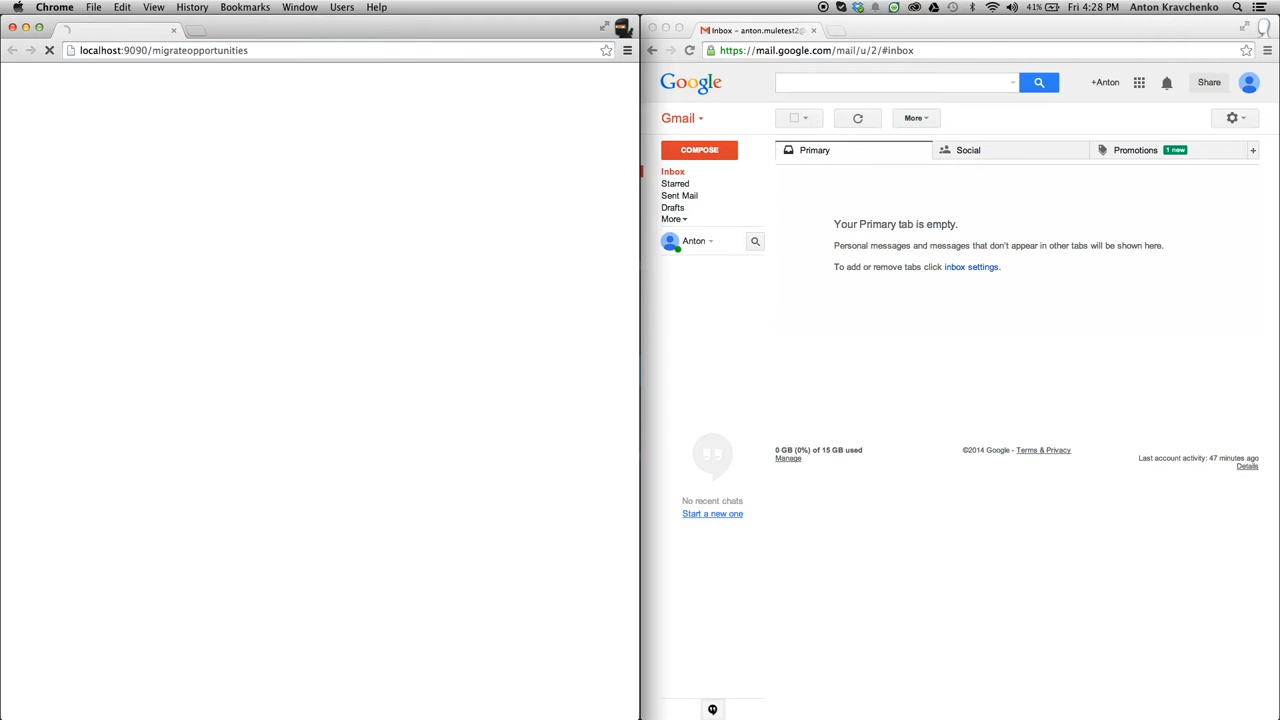 Chrome File Edit View History Bookmarks Window Users Help 41% Fri 4:28 PM Anton Kravchenko
localhost:9090/migrateopportunities
Inbox - anton.muletest2@
https://mail.google.com/mail/u/2/#inbox
Google
+Anton
Share
Gmail
More
COMPOSE
Primary
Social
Promotions
1 new
+
Inbox
Starred
Sent Mail
Drafts
More
Anton
Your Primary tab is empty.
Personal messages and messages that don't appear in other tabs will be shown here.
To add or remove tabs click inbox settings.
No recent chats
Start a new one
0 GB (0%) of 15 GB used
Manage
©2014 Google - Terms & Privacy
Last account activity: 47 minutes ago
Details